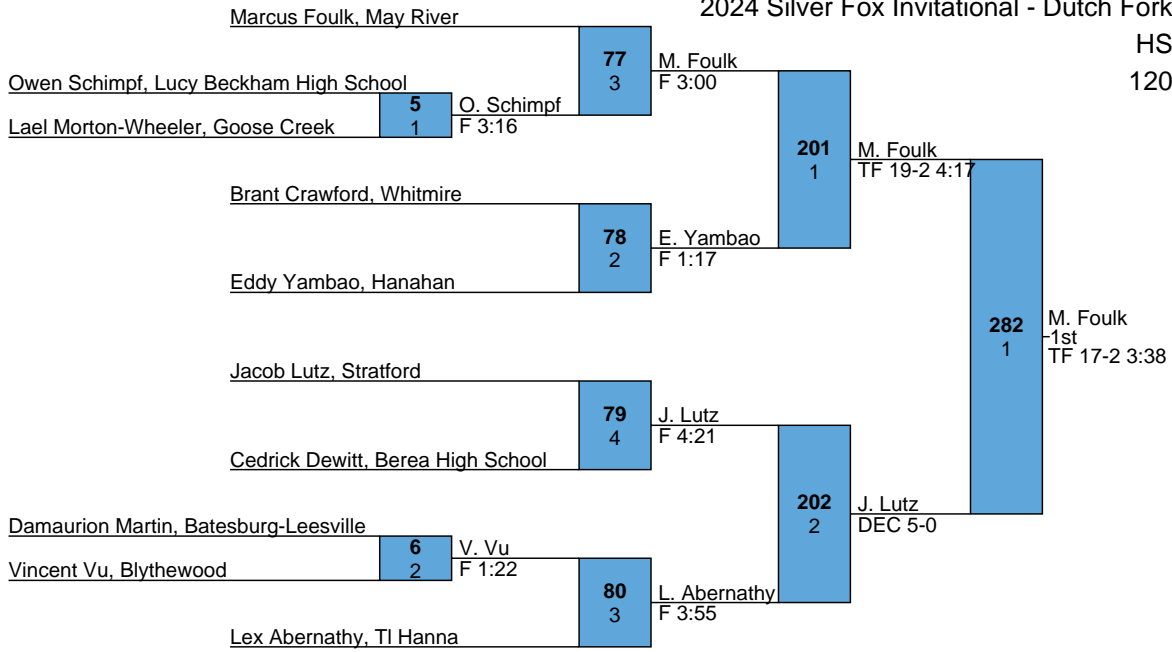 2024 Silver Fox Invitational - Dutch Fork
HS
120
Marcus Foulk, May River
77
3
M. Foulk
F 3:00
Owen Schimpf, Lucy Beckham High School
5
1
O. Schimpf
F 3:16
Lael Morton-Wheeler, Goose Creek
201
1
M. Foulk
TF 19-2 4:17
Brant Crawford, Whitmire
78
2
E. Yambao
F 1:17
Eddy Yambao, Hanahan
282
1
M. Foulk
1st
TF 17-2 3:38
Jacob Lutz, Stratford
79
4
J. Lutz
F 4:21
Cedrick Dewitt, Berea High School
202
2
J. Lutz
DEC 5-0
Damaurion Martin, Batesburg-Leesville
6
2
V. Vu
F 1:22
Vincent Vu, Blythewood
80
3
L. Abernathy
F 3:55
Lex Abernathy, Tl Hanna